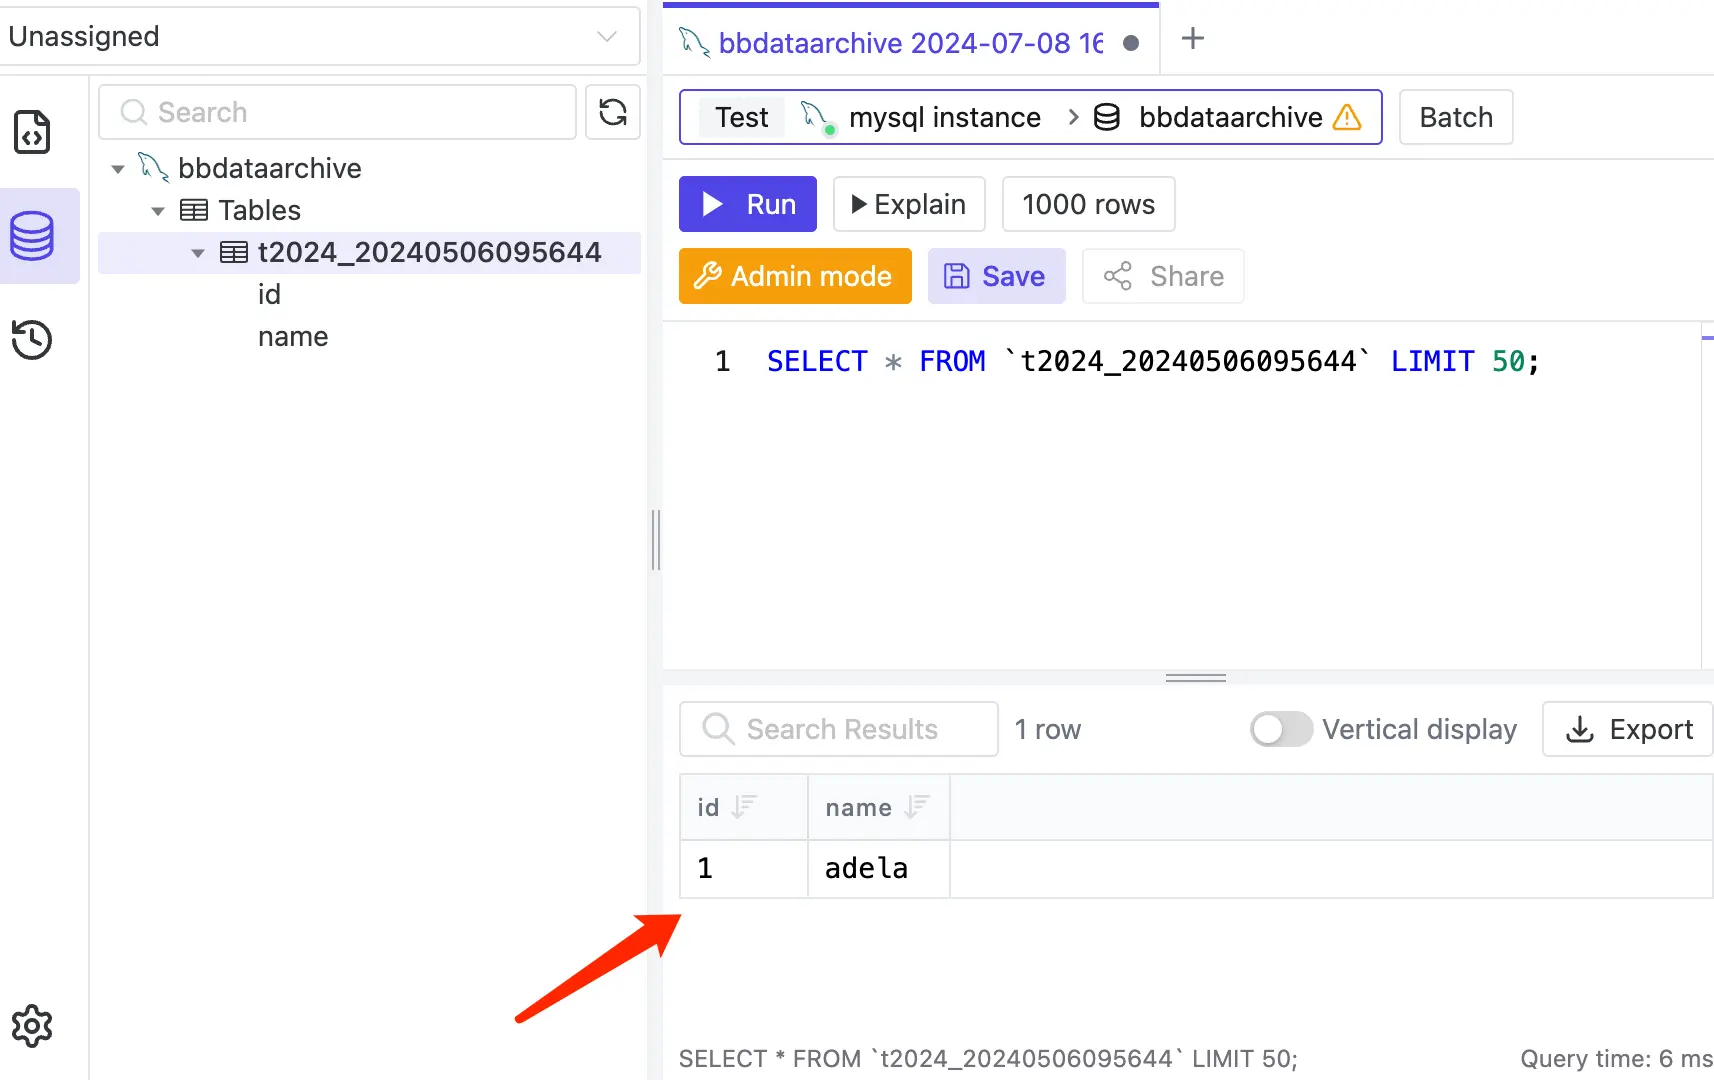 Unassigned
Search
bbdataarchive
Tables
t2024_20240506095644
id
name
bbdataarchive 2024-07-08 16
Test mysql instance > bbdataarchive
Batch
Run
Explain
1000 rows
Admin mode
Save
Share
1 SELECT * FROM `t2024_20240506095644` LIMIT 50;
Search Results
1 row
Vertical display
Export
id name
1 adela
SELECT * FROM `t2024_20240506095644` LIMIT 50;
Query time: 6 ms